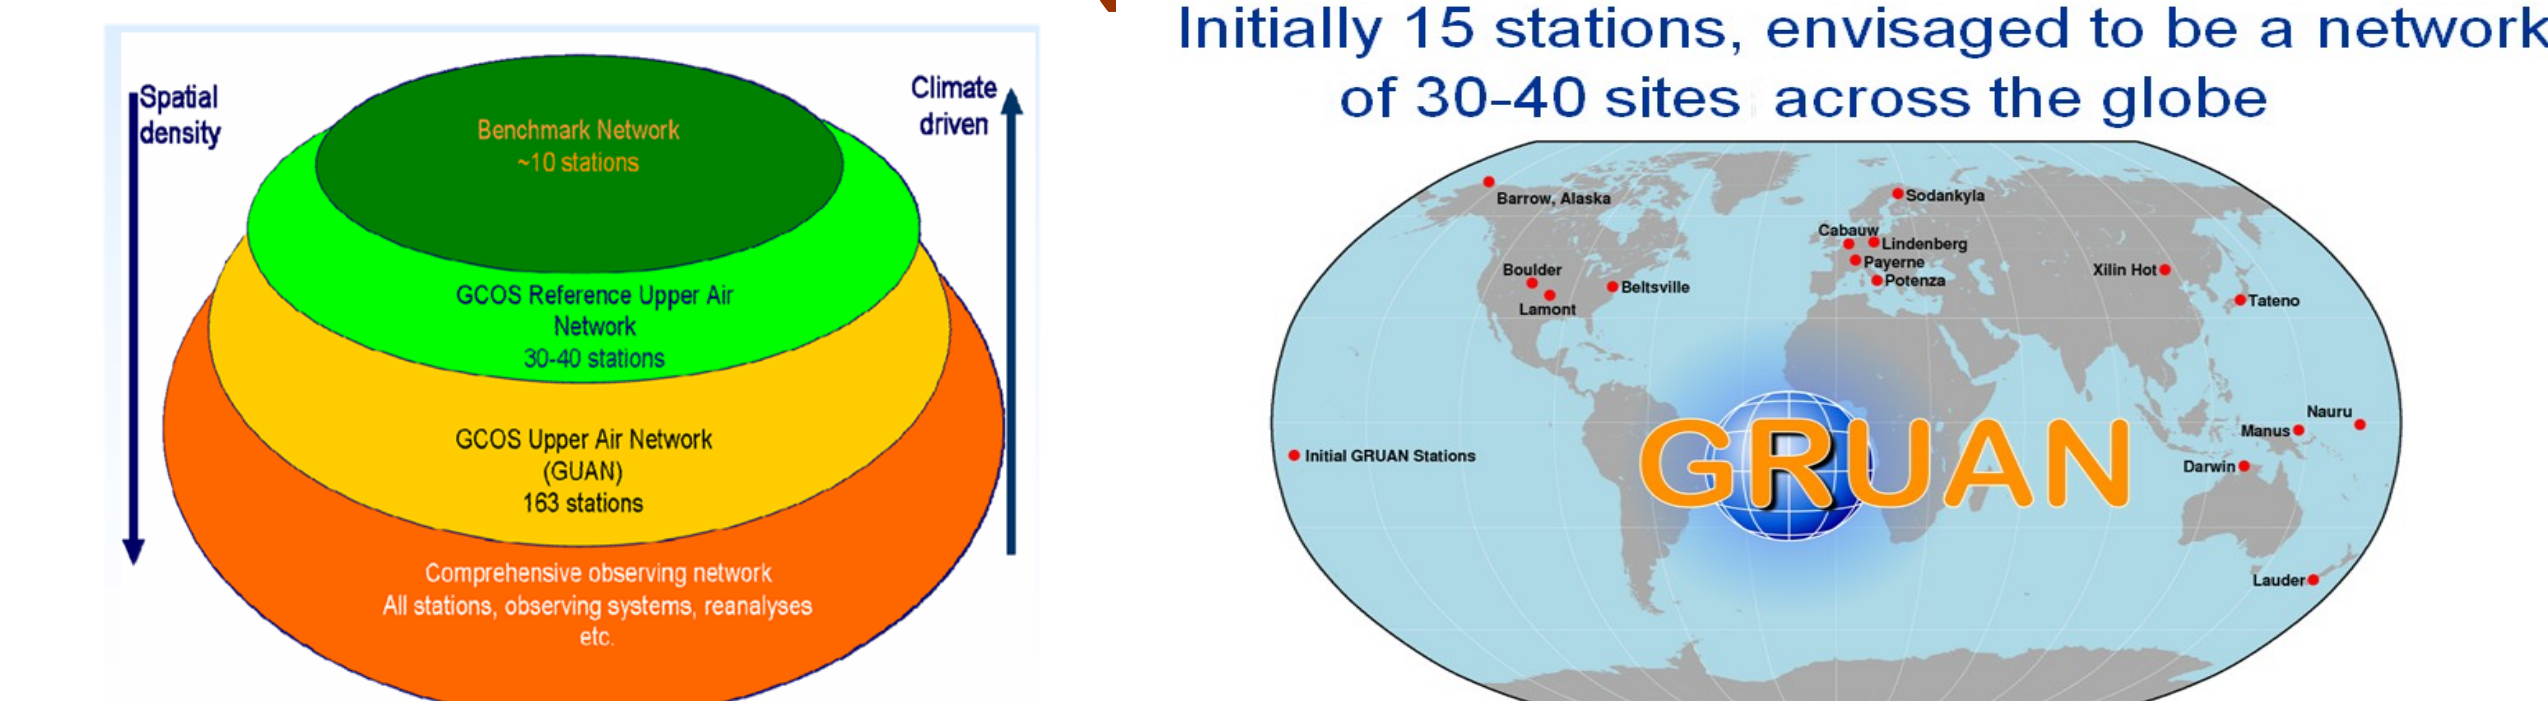 Spatial
density
Climate
driven
Benchmark Network
~10 stations
GCOS Reference Upper Air
Network
30-40 stations
GCOS Upper Air Network
(GUAN)
163 stations
Comprehensive observing network
All stations, observing systems, reanalyses
etc.
Initially 15 stations, envisaged to be a network
of 30-40 sites across the globe
Barrow, Alaska
Sodankyla
Cabauw
Lindenberg
Payerne
Potenza
Boulder
Lamont
Beltsville
Xilin Hot
Tateno
Nauru
Manus
Darwin
Lauder
Initial GRUAN Stations
GRUAN